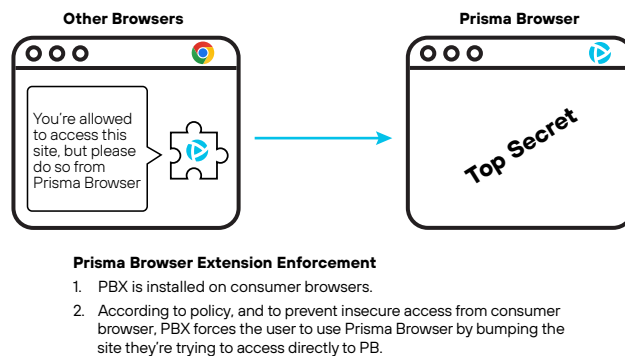 Other Browsers
Prisma Browser
You're allowed
to access this
site, but please
do so from
Prisma Browser
Top Secret
Prisma Browser Extension Enforcement
1. PBX is installed on consumer browsers.
2. According to policy, and to prevent insecure access from consumer
browser, PBX forces the user to use Prisma Browser by bumping the
site they're trying to access directly to PB.